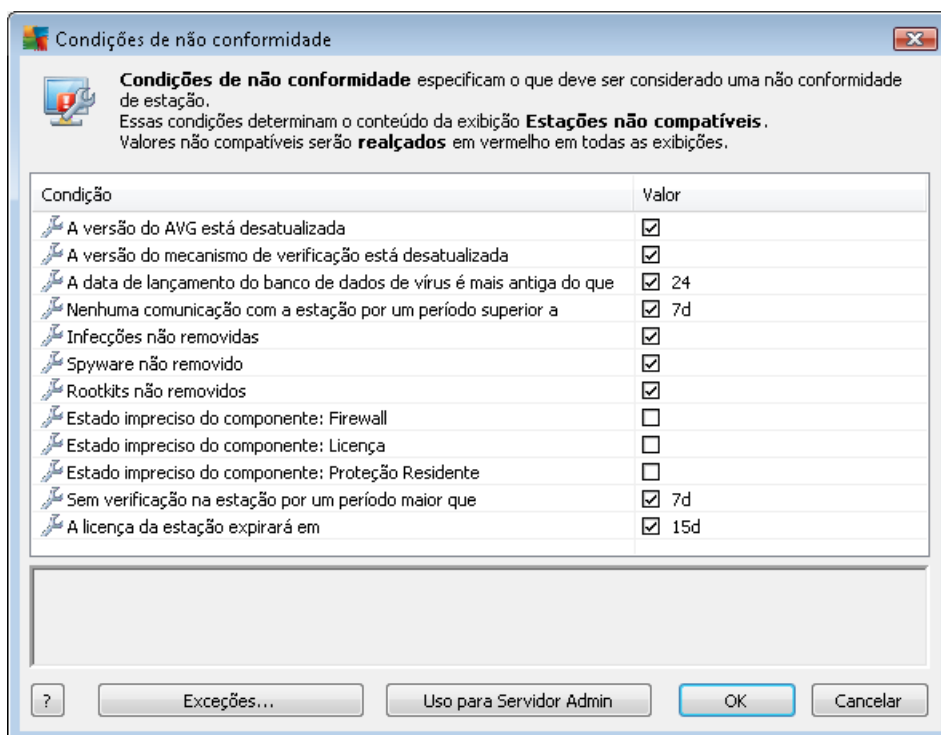 Condições de não conformidade
Condições de não conformidade especificam o que deve ser considerado uma não conformidade
de estação.
Essas condições determinam o conteúdo da exibição Estações não compatíveis.
Valores não compatíveis serão realçados em vermelho em todas as exibições.
Condição Valor
A versão do AVG está desatualizada
A versão do mecanismo de verificação está desatualizada
A data de lançamento do banco de dados de vírus é mais antiga do que 24
Nenhuma comunicação com a estação por um período superior a 7d
Infecções não removidas
Spyware não removido
Rootkits não removidos
Estado impreciso do componente: Firewall
Estado impreciso do componente: Licença
Estado impreciso do componente: Proteção Residente
Sem verificação na estação por um período maior que 7d
A licença da estação expirará em 15d
? Exceções... Uso para Servidor Admin OK Cancelar